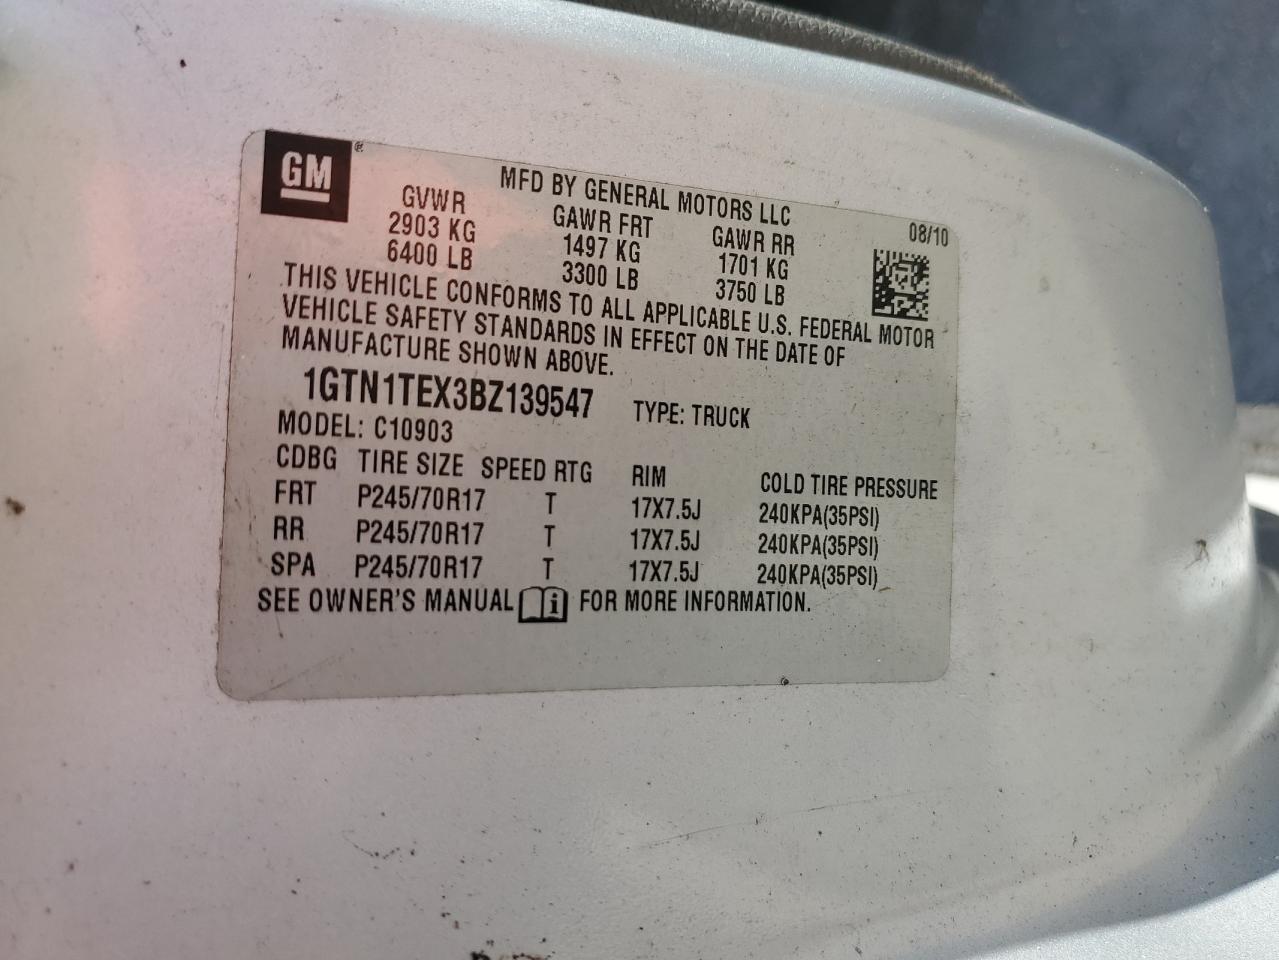 GM®
MFD BY GENERAL MOTORS LLC
08/10
GVWR GAWR FRT GAWR RR
2903 KG 1497 KG 1701 KG
6400 LB 3300 LB 3750 LB
THIS VEHICLE CONFORMS TO ALL APPLICABLE U.S. FEDERAL MOTOR
VEHICLE SAFETY STANDARDS IN EFFECT ON THE DATE OF
MANUFACTURE SHOWN ABOVE.
1GTN1TEX3BZ139547 TYPE: TRUCK
MODEL: C10903
CDBG TIRE SIZE SPEED RTG RIM COLD TIRE PRESSURE
FRT P245/70R17 T 17X7.5J 240KPA(35PSI)
RR P245/70R17 T 17X7.5J 240KPA(35PSI)
SPA P245/70R17 T 17X7.5J 240KPA(35PSI)
SEE OWNER'S MANUAL i FOR MORE INFORMATION.